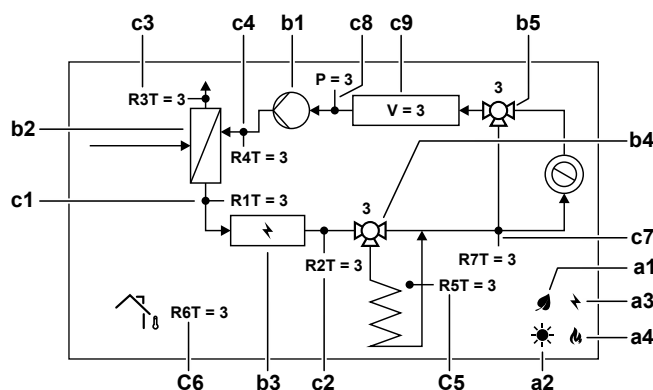 c3 c4 b1 c8 c9 b5
P = 3
3
R3T = 3
V = 3
b2
R4T = 3
b4
c1
R1T = 3
3
c7
R2T = 3
R7T = 3
a1
R5T = 3
a3
R6T = 3
a4
C6 b3 c2 C5 a2